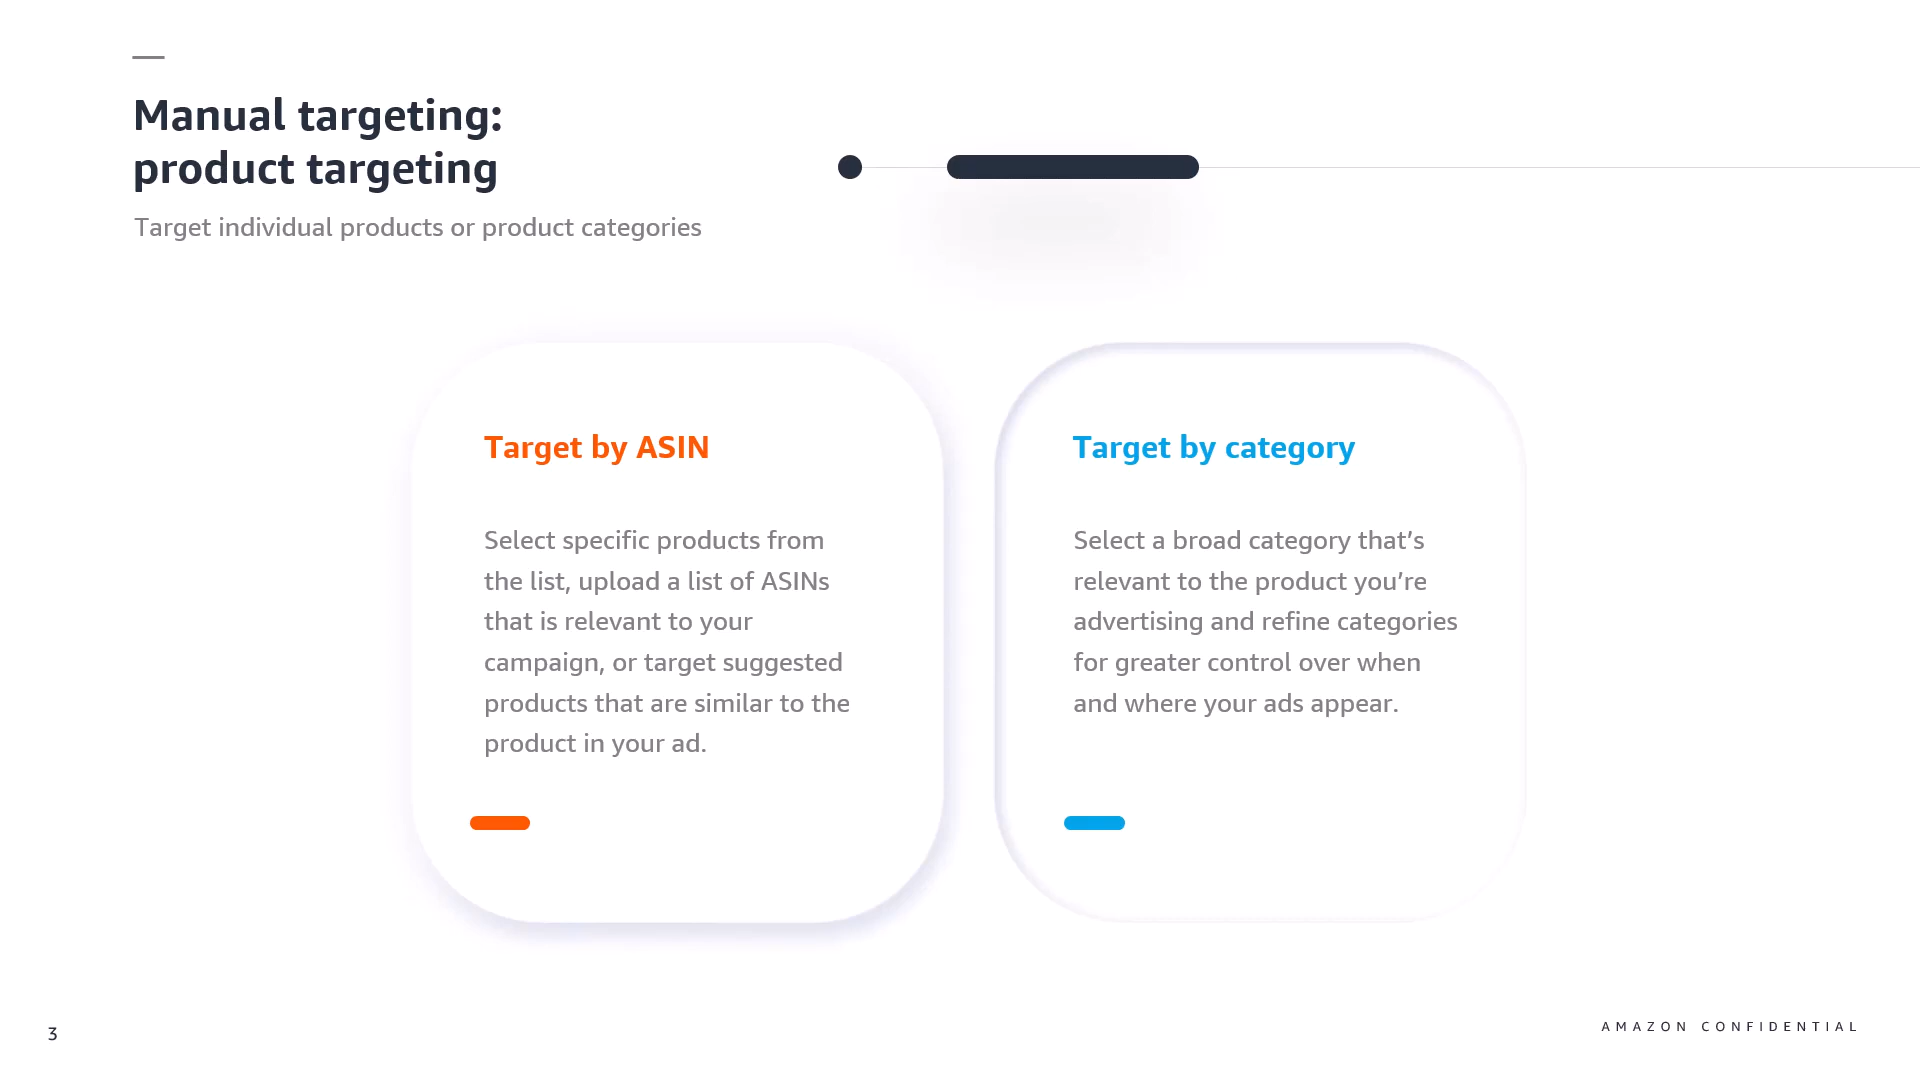 Manual targeting:
product targeting
Target individual products or product categories
Target by ASIN
Select specific products from
the list, upload a list of ASINs
that is relevant to your
campaign, or target suggested
products that are similar to the
product in your ad.
Target by category
Select a broad category that’s
relevant to the product you’re
advertising and refine categories
for greater control over when
and where your ads appear.
3
AMAZON CONFIDENTIAL